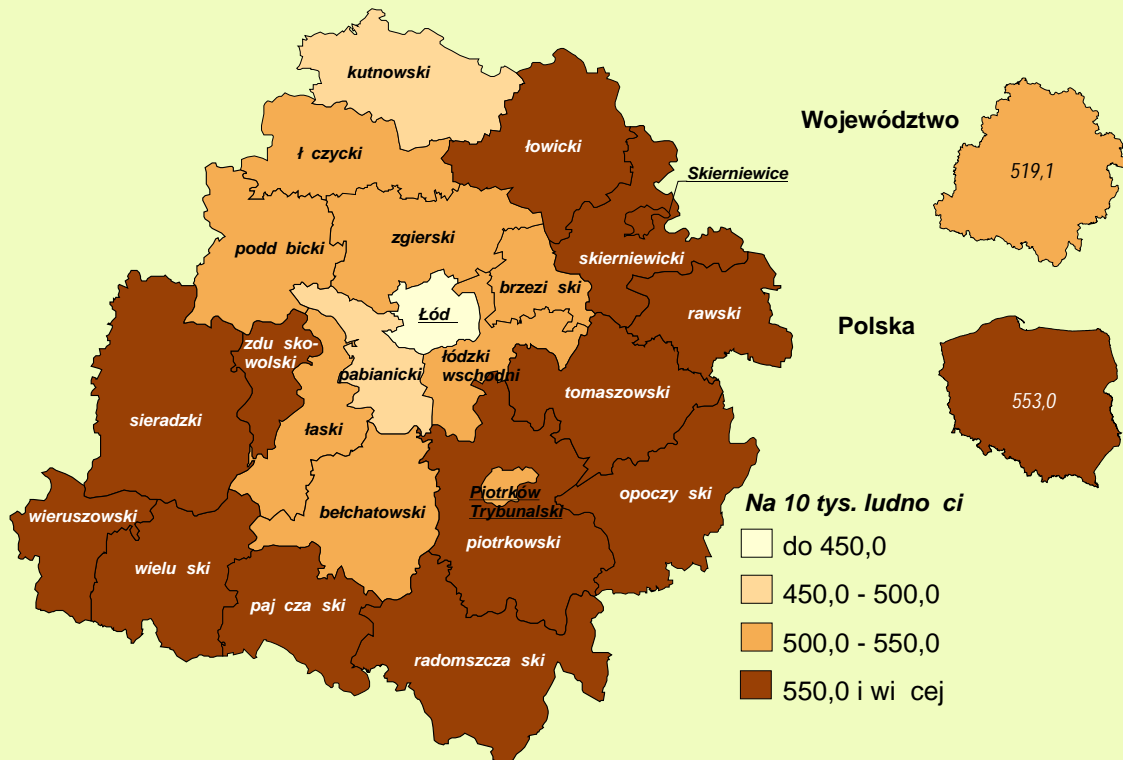 kutnowski
Województwo
łowicki
ł czycki
519,1
Skierniewice
zgierski
podd bicki
skierniewicki
brzezi ski
rawski
Łód
Polska
zdu sko-
wolski
łódzki
wschodni
pabianicki
tomaszowski
553,0
sieradzki
łaski
Piotrków
Trybunalski
opoczy ski
Na 10 tys. ludno ci
bełchatowski
wieruszowski
piotrkowski
do 450,0
wielu ski
450,0 - 500,0
paj cza ski
500,0 - 550,0
radomszcza ski
550,0 i wi cej